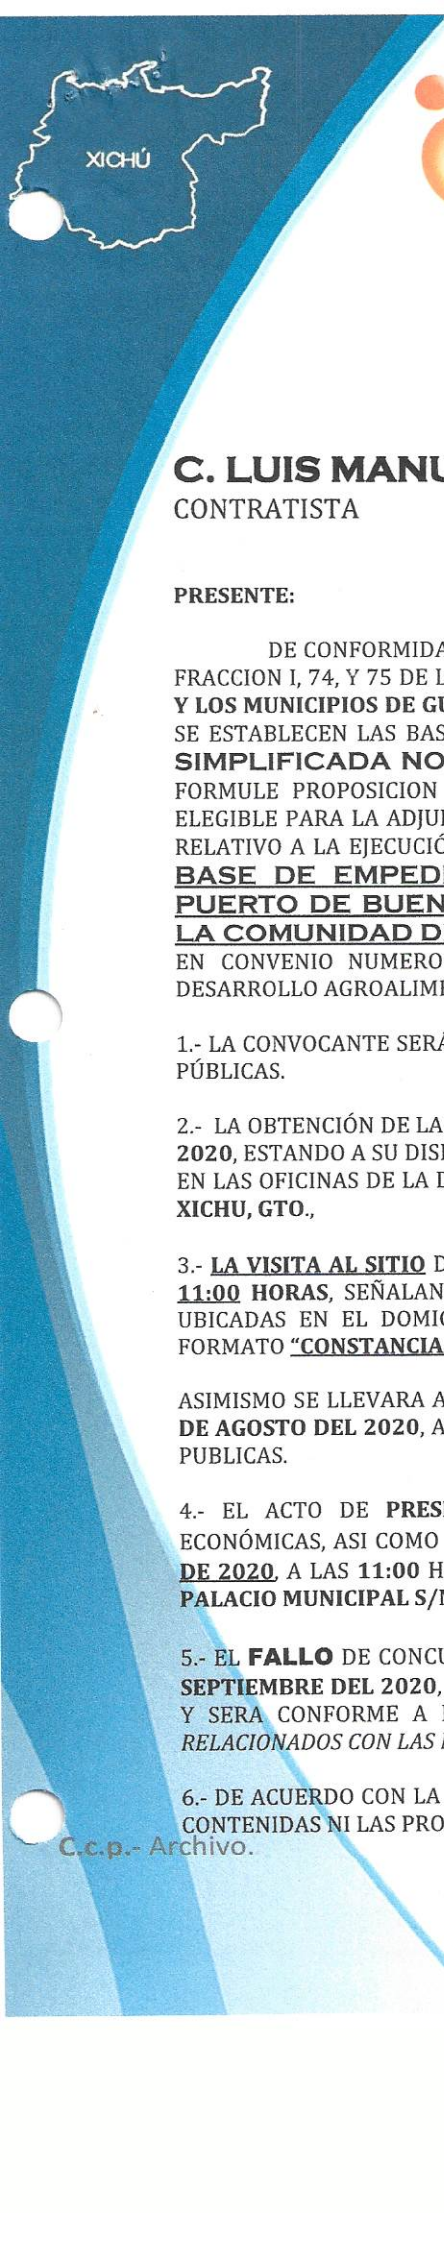 XICHÚ
C. LUIS MANU
CONTRATISTA
PRESENTE:
DE CONFORMIDA
FRACCION I, 74, Y 75 DE L
Y LOS MUNICIPIOS DE GU
SE ESTABLECEN LAS BAS
SIMPLIFICADA NO
FORMULE PROPOSICION
ELEGIBLE PARA LA ADJU
RELATIVO A LA EJECUCIÓ
BASE DE EMPED
PUERTO DE BUEN
LA COMUNIDAD D
EN CONVENIO NUMERO
DESARROLLO AGROALIM
1.- LA CONVOCANTE SERÁ
PÚBLICAS.
2.- LA OBTENCIÓN DE LA
2020, ESTANDO A SU DIS
EN LAS OFICINAS DE LA D
XICHU, GTO.,
3.- LA VISITA AL SITIO D
11:00 HORAS, SEÑALAN
UBICADAS EN EL DOMIC
FORMATO "CONSTANCIA
ASIMISMO SE LLEVARA A
DE AGOSTO DEL 2020, A
PUBLICAS.
4.- EL ACTO DE PRES
ECONÓMICAS, ASI COMO
DE 2020, A LAS 11:00 H
PALACIO MUNICIPAL S/N
5.- EL FALLO DE CONCU
SEPTIEMBRE DEL 2020,
Y SERA CONFORME A
RELACIONADOS CON LAS
6.- DE ACUERDO CON LA
CONTENIDAS NI LAS PRO
C.c.p.- Archivo.